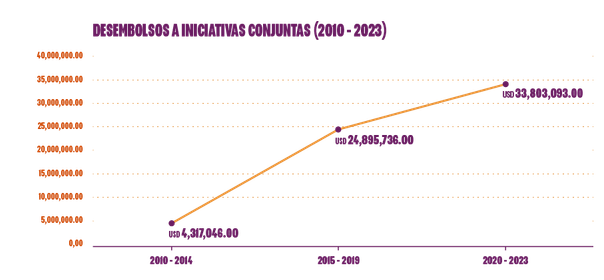 DESEMBOLSOS A INICIATIVAS CONJUNTAS (2010 - 2023)
40,000,000.00
35,000,000.00
30,000,000.00
25,000,000.00
20,000,000.00
15,000,000.00
10,000,000.00
5,000,000.00
0,00
USD 33,803,093.00
USD 24,895,736.00
USD 4,317,046.00
2010 - 2014
2015 - 2019
2020 - 2023